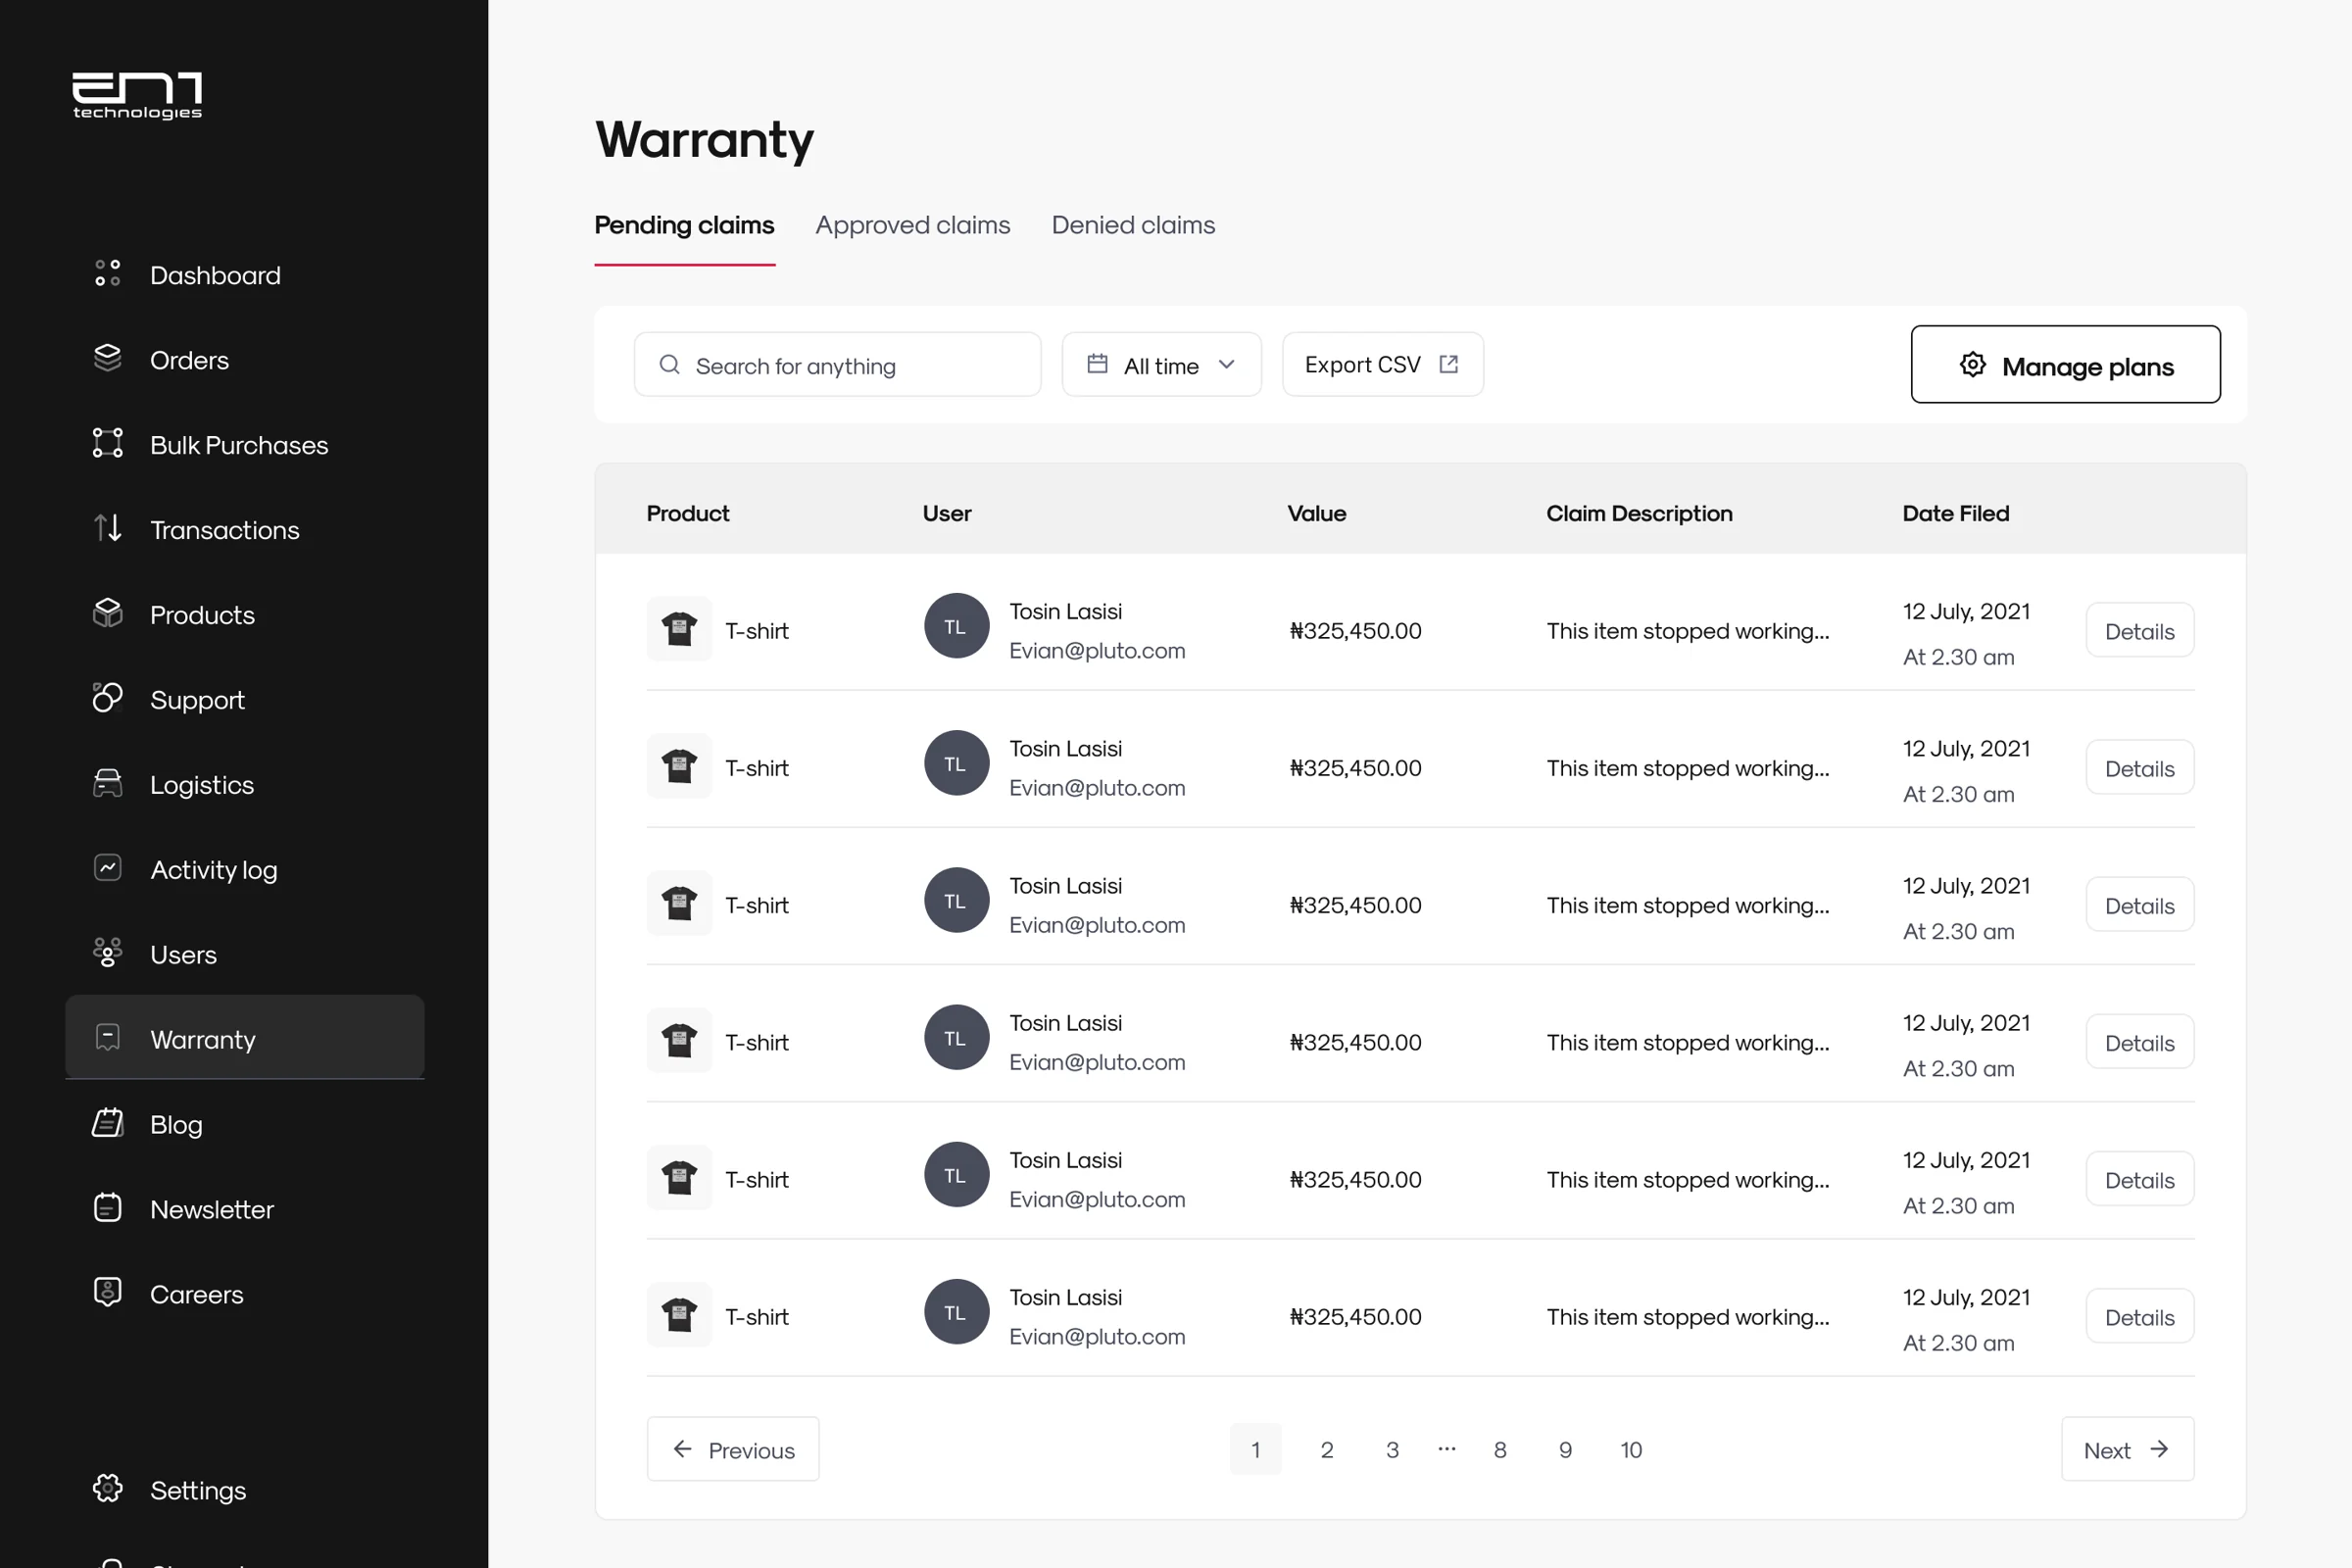 en1
technologies
Dashboard
Orders
Bulk Purchases
Transactions
Products
Support
Logistics
Activity log
Users
Warranty
Blog
Newsletter
Careers
Settings
Warranty
Pending claims Approved claims Denied claims
Search for anything All time Export CSV Manage plans
Product User Value Claim Description Date Filed
T-shirt TL Tosin Lasisi ₦325,450.00 This item stopped working... 12 July, 2021 Details
Evian@pluto.com At 2.30 am
T-shirt TL Tosin Lasisi ₦325,450.00 This item stopped working... 12 July, 2021 Details
Evian@pluto.com At 2.30 am
T-shirt TL Tosin Lasisi ₦325,450.00 This item stopped working... 12 July, 2021 Details
Evian@pluto.com At 2.30 am
T-shirt TL Tosin Lasisi ₦325,450.00 This item stopped working... 12 July, 2021 Details
Evian@pluto.com At 2.30 am
T-shirt TL Tosin Lasisi ₦325,450.00 This item stopped working... 12 July, 2021 Details
Evian@pluto.com At 2.30 am
T-shirt TL Tosin Lasisi ₦325,450.00 This item stopped working... 12 July, 2021 Details
Evian@pluto.com At 2.30 am
Previous 1 2 3 ... 8 9 10 Next